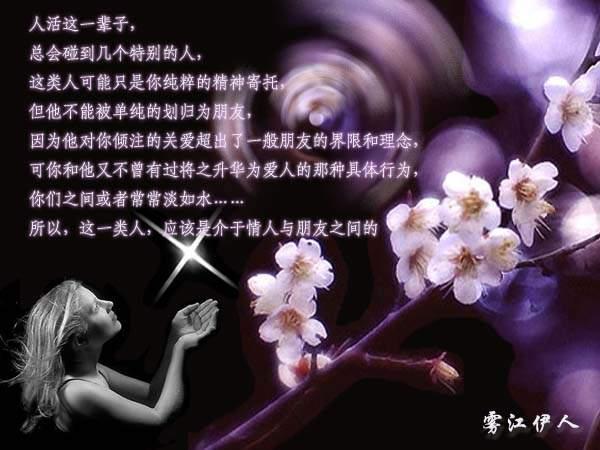 人活这一辈子，
总会碰到几个特别的人，
这类人可能只是你纯粹的精神寄托，
但他不能被单纯的划归为朋友，
因为他对你倾注的关爱超出了一般朋友的界限和理念，
可你和他又不曾有过将之升华为爱人的那种具体行为，
你们之间或者常常淡如水……
所以，这一类人，应该是介于情人与朋友之间的
雾江伊人